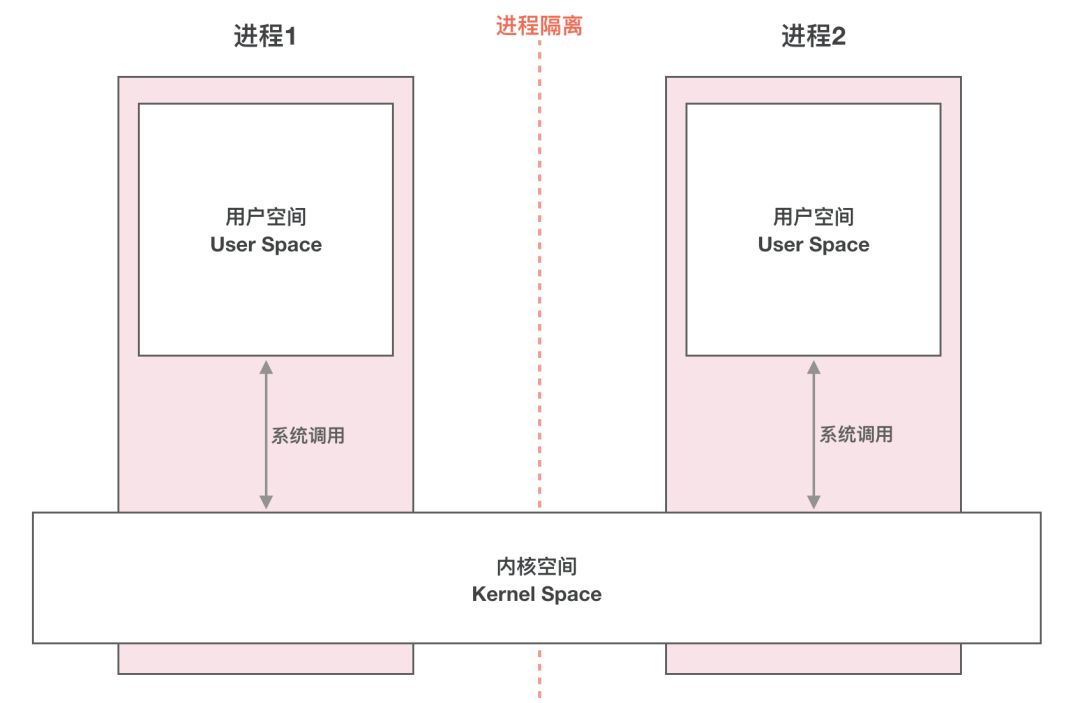 进程1
进程隔离
进程2
用户空间
User Space
用户空间
User Space
系统调用
系统调用
内核空间
Kernel Space